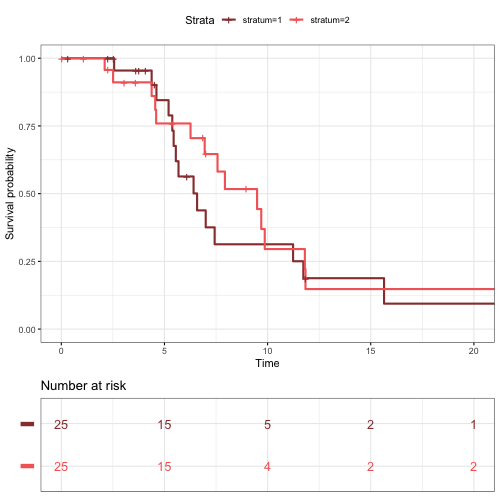 Strata stratum=1 stratum=2
1.00
0.75
0.50
0.25
0.00
Survival probability
0 5 10 15 20
Time
Number at risk
25 15 5 2 1
25 15 4 2 2